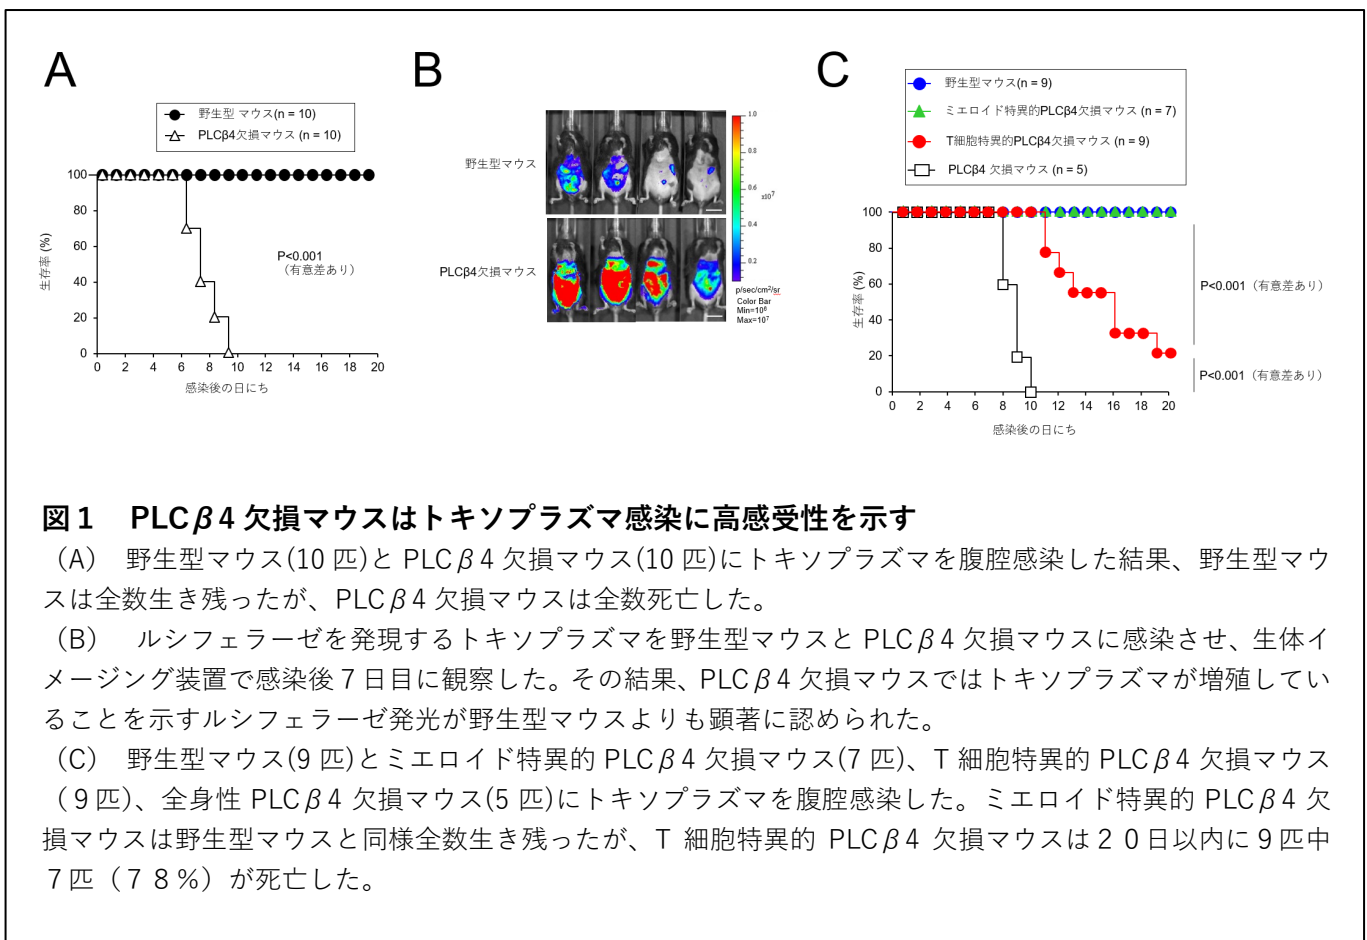 A
野生型 マウス(n = 10)
PLCβ4欠損マウス(n = 10)
100
80
60
40
20
0
生存率 (%)
P<0.001
（有意差あり）
0 2 4 6 8 10 12 14 16 18 20
感染後の日にち
B
野生型マウス
PLCβ4欠損マウス
1.0
0.8
0.6
x10⁷
0.4
0.2
p/sec/cm²/sr
Color Bar
Min=10⁶
Max=10⁷
C
野生型マウス(n = 9)
ミエロイド特異的PLCβ4欠損マウス(n = 7)
T細胞特異的PLCβ4欠損マウス(n = 9)
PLCβ4 欠損マウス(n = 5)
100
80
60
40
20
0
生存率 (%)
P<0.001（有意差あり）
P<0.001（有意差あり）
0 2 4 6 8 10 12 14 16 18 20
感染後の日にち
図１　PLCβ4 欠損マウスはトキソプラズマ感染に高感受性を示す
（A）　野生型マウス(10 匹)と PLCβ4 欠損マウス(10 匹)にトキソプラズマを腹腔感染した結果、野生型マウ
スは全数生き残ったが、PLCβ4 欠損マウスは全数死亡した。
（B）　ルシフェラーゼを発現するトキソプラズマを野生型マウスと PLCβ4 欠損マウスに感染させ、生体イ
メージング装置で感染後７日目に観察した。その結果、PLCβ4 欠損マウスではトキソプラズマが増殖してい
ることを示すルシフェラーゼ発光が野生型マウスよりも顕著に認められた。
（C）　野生型マウス(9 匹)とミエロイド特異的 PLCβ4 欠損マウス(7 匹)、T 細胞特異的 PLCβ4 欠損マウス
（９匹)、全身性 PLCβ4 欠損マウス(5 匹)にトキソプラズマを腹腔感染した。ミエロイド特異的 PLCβ4 欠
損マウスは野生型マウスと同様全数生き残ったが、T 細胞特異的 PLCβ4 欠損マウスは２０日以内に９匹中
７匹（７８%）が死亡した。